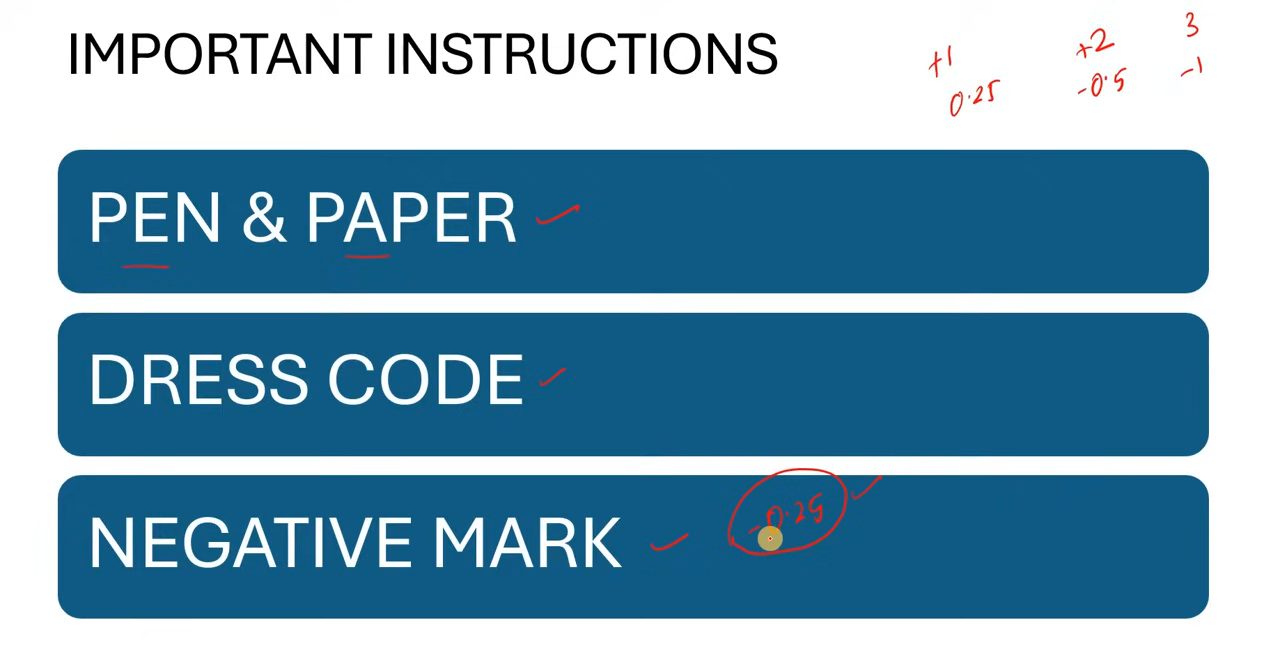 IMPORTANT INSTRUCTIONS
+1 +2 3
0.25 -0.5 -1
PEN & PAPER
DRESS CODE
NEGATIVE MARK -0.25